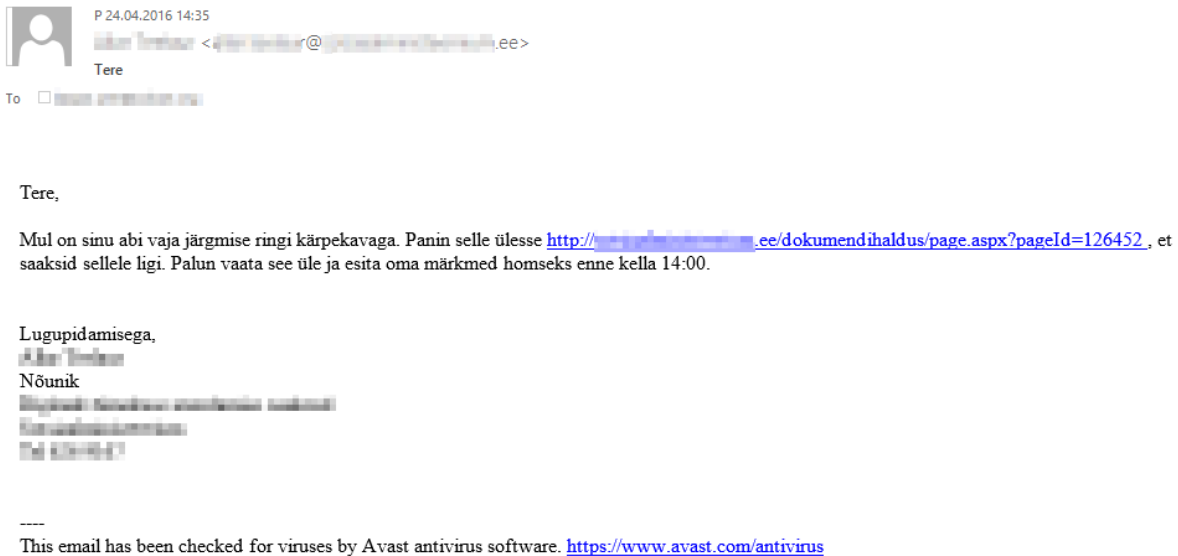 P 24.04.2016 14:35
< r@ .ee>
Tere
To
Tere,
Mul on sinu abi vaja järgmise ringi kärpekavaga. Panin selle ülesse http:// .ee/dokumendihaldus/page.aspx?pageId=126452 , et
saaksid sellele ligi. Palun vaata see üle ja esita oma märkmed homseks enne kella 14:00.
Lugupidamisega,
Nõunik
----
This email has been checked for viruses by Avast antivirus software. https://www.avast.com/antivirus